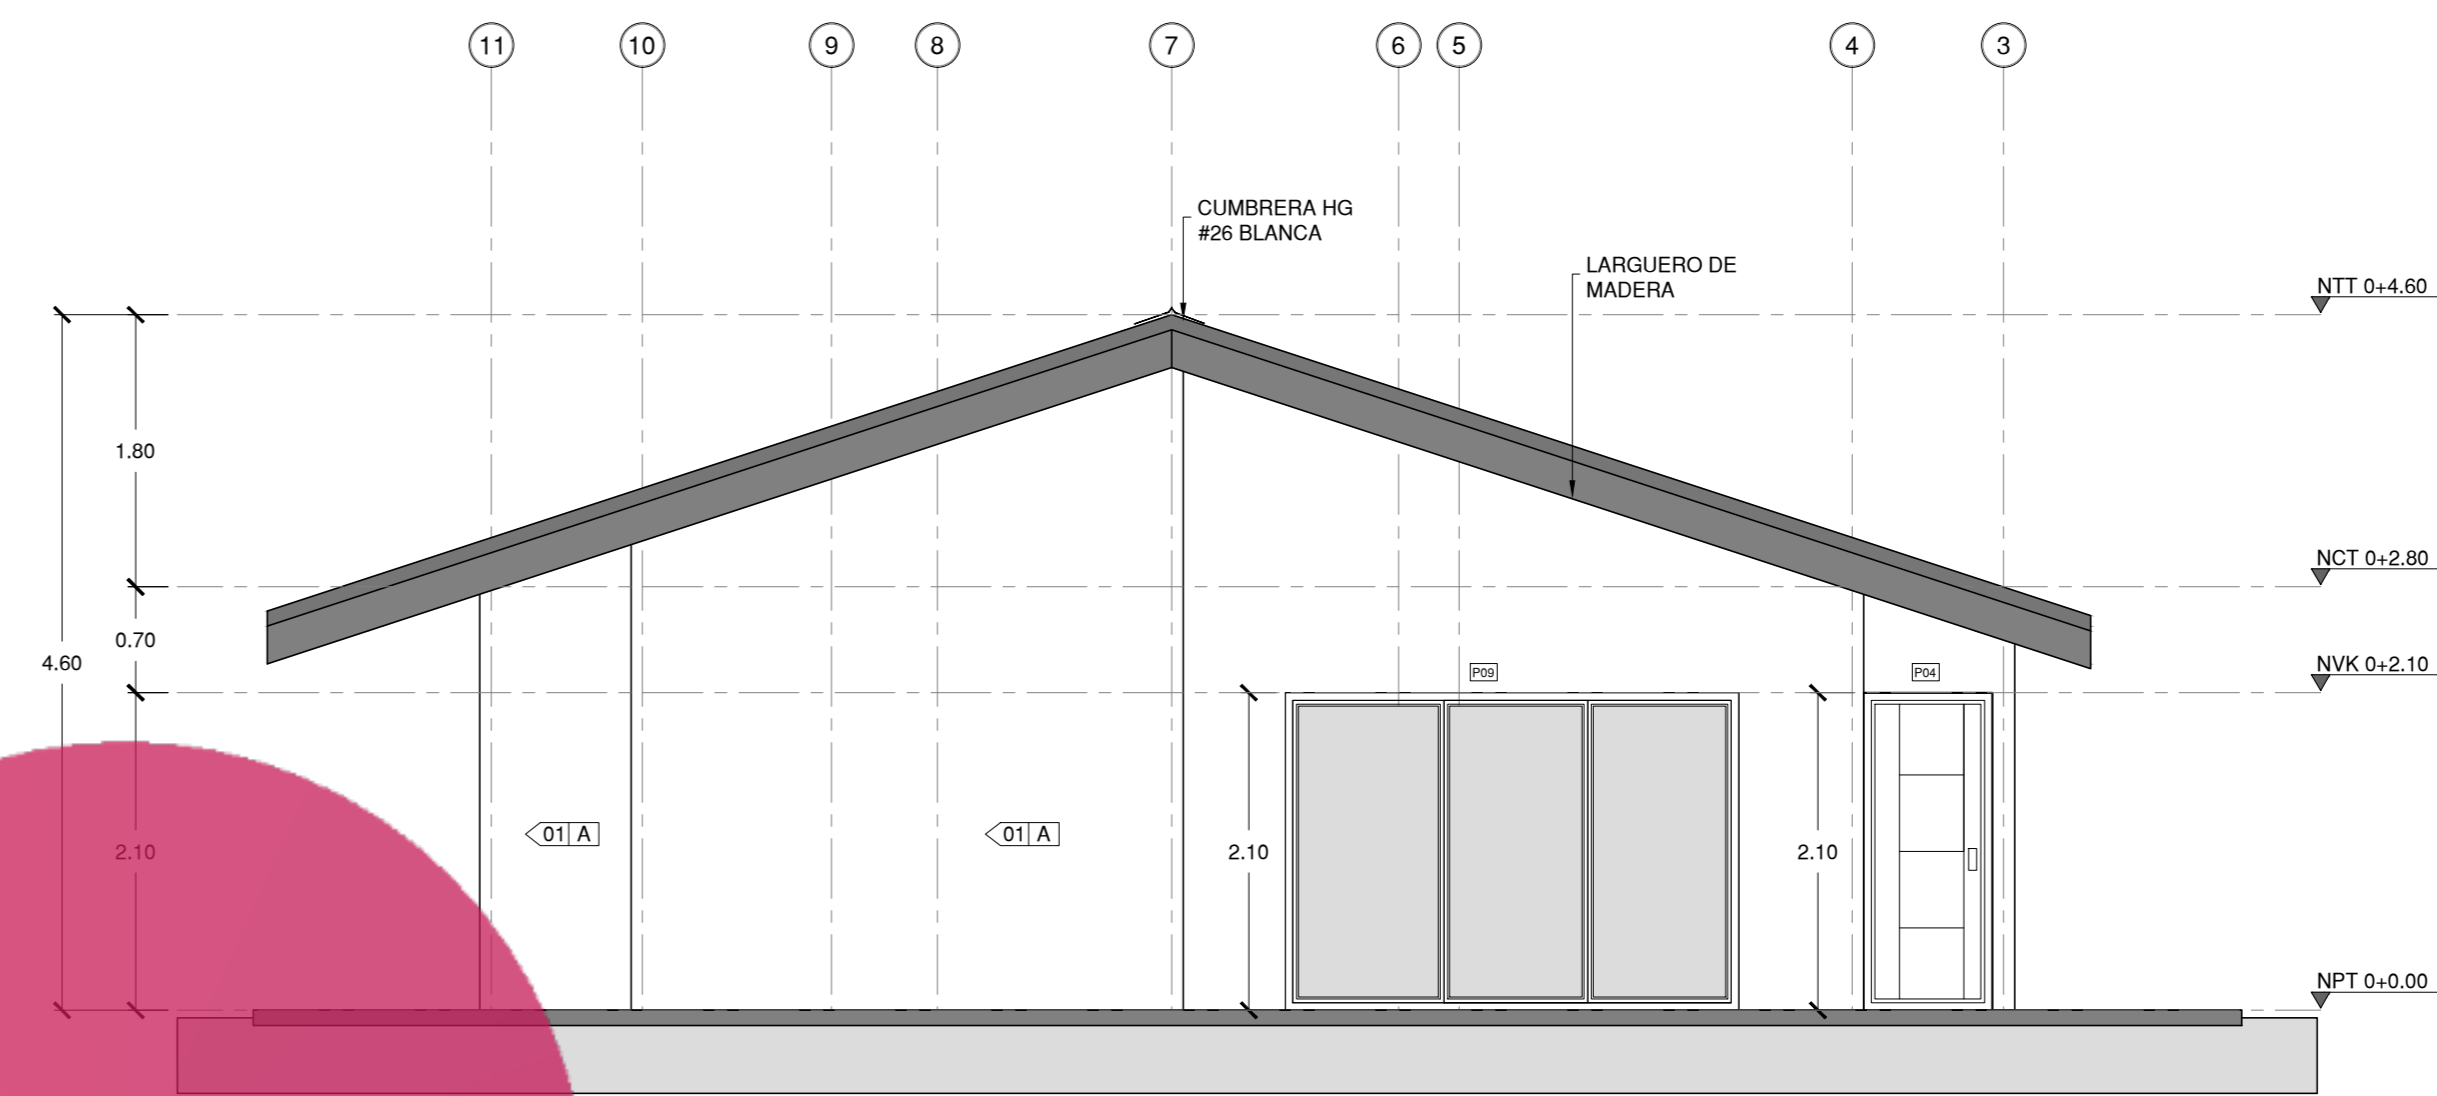 11 10 9 8 7 6 5 4 3
CUMBRERA HG
#26 BLANCA
LARGUERO DE
MADERA
NTT 0+4.60
1.80
NCT 0+2.80
0.70
4.60
NVK 0+2.10
P09
P04
01 A
01 A
2.10
2.10
2.10
NPT 0+0.00